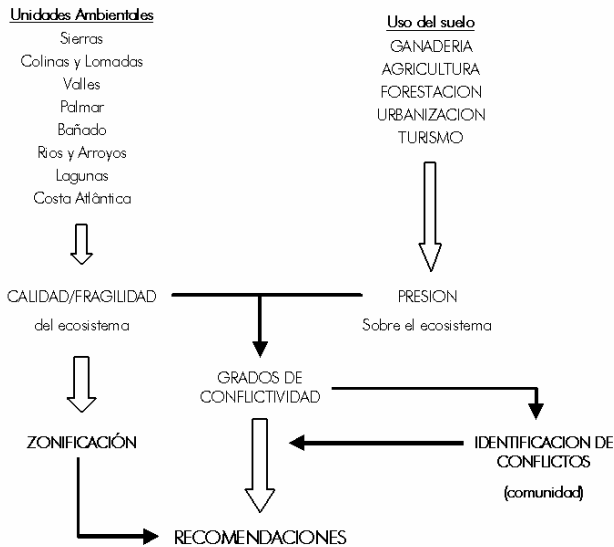 Unidades Ambientales
Sierras
Colinas y Lomadas
Valles
Palmar
Bañado
Rios y Arroyos
Lagunas
Costa Atlântica
Uso del suelo
GANADERIA
AGRICULTURA
FORESTACION
URBANIZACION
TURISMO
CALIDAD/FRAGILIDAD
del ecosistema
PRESION
Sobre el ecosistema
GRADOS DE
CONFLICTIVIDAD
ZONIFICACIÓN
IDENTIFICACION DE
CONFLICTOS
(comunidad)
RECOMENDACIONES